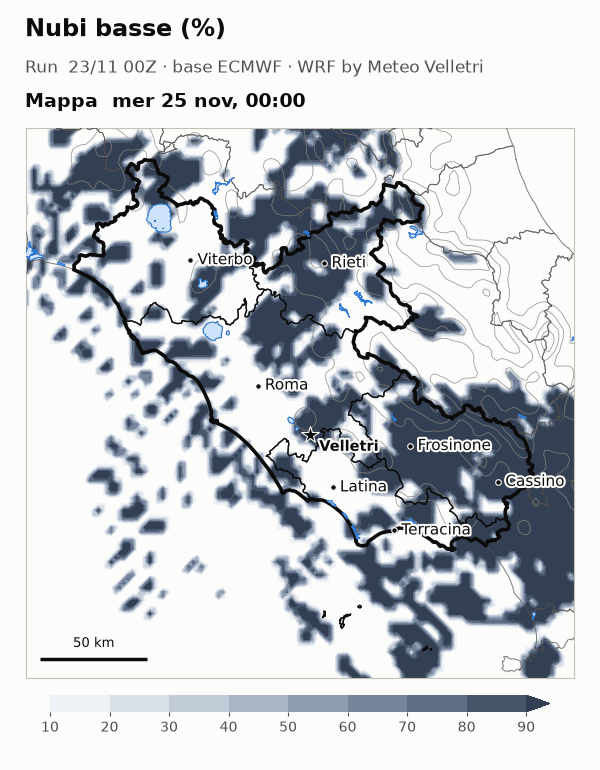 Nubi basse (%)
Run 23/11 00Z · base ECMWF · WRF by Meteo Velletri
Mappa mer 25 nov, 00:00
Viterbo
Rieti
Roma
Velletri
Frosinone
Cassino
Latina
Terracina
50 km
10 20 30 40 50 60 70 80 90